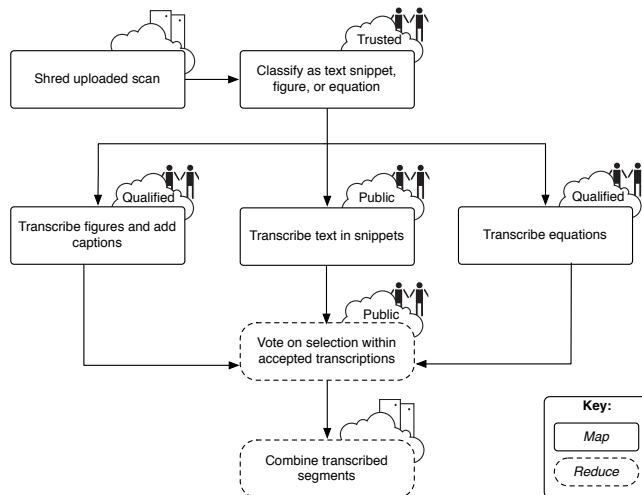 Trusted
Shred uploaded scan
Classify as text snippet,
figure, or equation
Qualified
Transcribe figures and add
captions
Public
Transcribe text in snippets
Qualified
Transcribe equations
Public
Vote on selection within
accepted transcriptions
Combine transcribed
segments
Key:
Map
Reduce